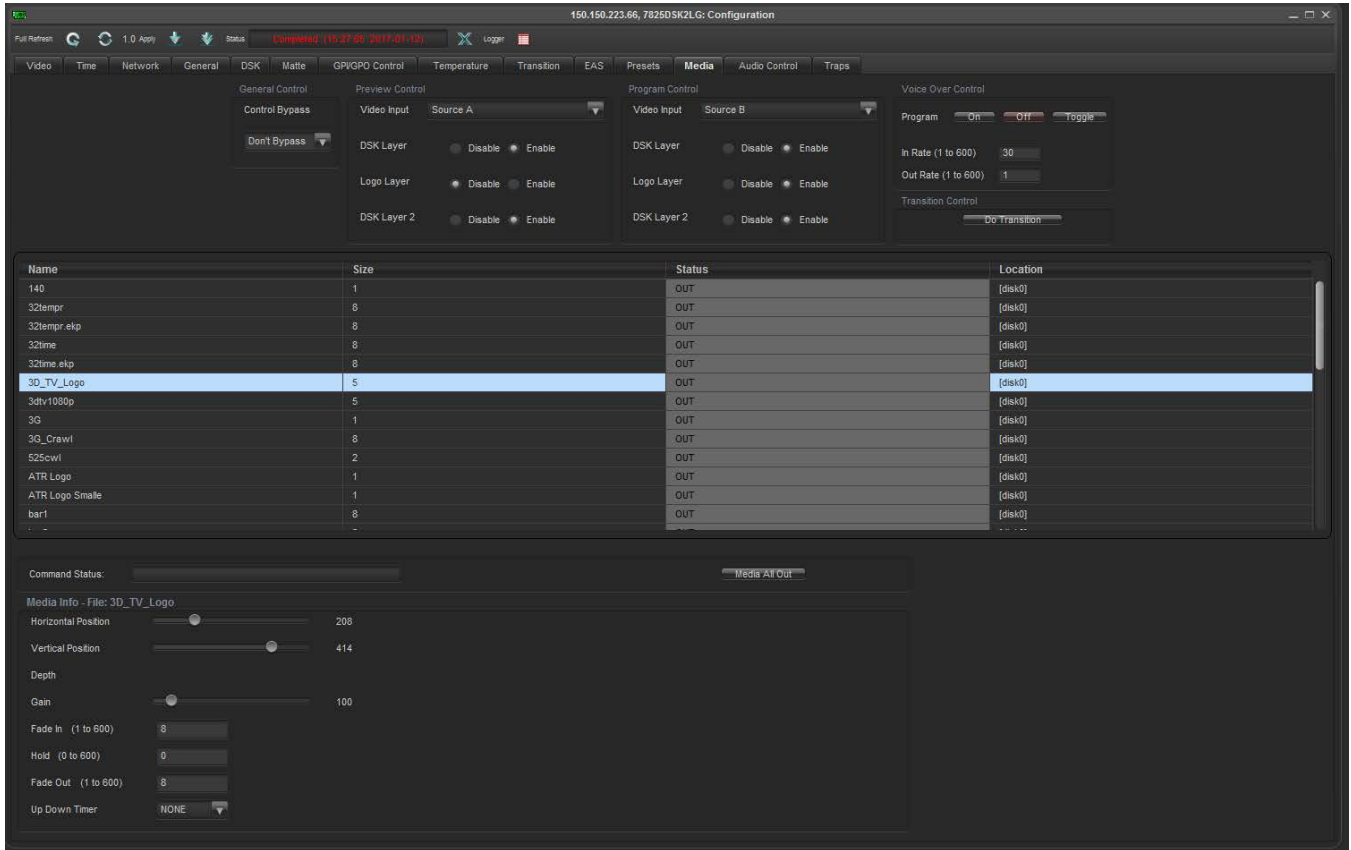 150.150.223.66, 7825DSK2LG: Configuration
Full Refresh 1.0 Apply Status Completed (15:27:05 2017-01-12) Logger
Video Time Network General DSK Matte GPI/GPO Control Temperature Transition EAS Presets Media Audio Control Traps
General Control Preview Control Program Control Voice Over Control
Control Bypass Video Input Source A Video Input Source B
Program On Off Toggle
Don't Bypass DSK Layer Disable Enable DSK Layer Disable Enable
In Rate (1 to 600) 30
Out Rate (1 to 600) 1
Logo Layer Disable Enable Logo Layer Disable Enable
Transition Control
DSK Layer 2 Disable Enable DSK Layer 2 Disable Enable
Do Transition
Name Size Status Location
140 1 OUT [disk0]
32tempr 8 OUT [disk0]
32tempr.ekp 8 OUT [disk0]
32time 8 OUT [disk0]
32time.ekp 8 OUT [disk0]
3D_TV_Logo 5 OUT [disk0]
3dtv1080p 5 OUT [disk0]
3G 1 OUT [disk0]
3G_Crawl 8 OUT [disk0]
525cwl 2 OUT [disk0]
ATR Logo 1 OUT [disk0]
ATR Logo Smalle 1 OUT [disk0]
bar1 8 OUT [disk0]
Command Status: Media All Out
Media Info - File: 3D_TV_Logo
Horizontal Position 208
Vertical Position 414
Depth
Gain 100
Fade In (1 to 600) 8
Hold (0 to 600) 0
Fade Out (1 to 600) 8
Up Down Timer NONE